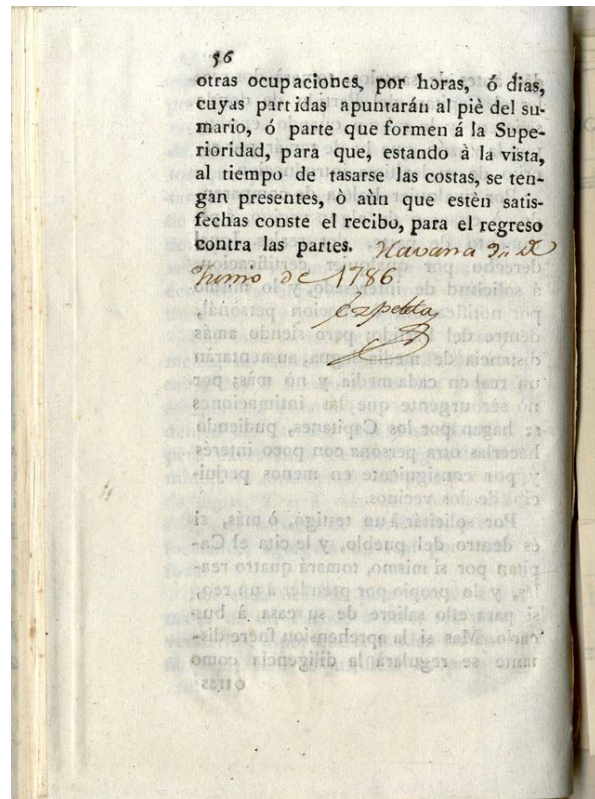 56
otras ocupaciones, por horas, ó dias,
cuyas partidas apuntarán al piè del su-
mario, ó parte que formen á la Supe-
rioridad, para que, estando à la vista,
al tiempo de tasarse las costas, se ten-
gan presentes, ò aùn que estèn satis-
fechas conste el recibo, para el regreso
contra las partes. Havana
Junio de 1786
Ezpeleta